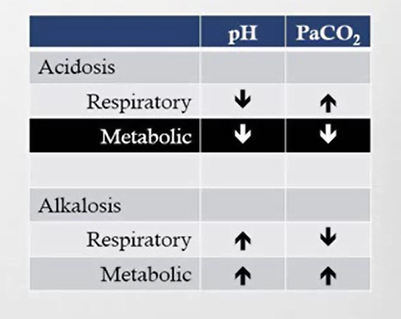 pH PaCO₂
Acidosis
Respiratory ↓ ↑
Metabolic ↓ ↓
Alkalosis
Respiratory ↑ ↓
Metabolic ↑ ↑